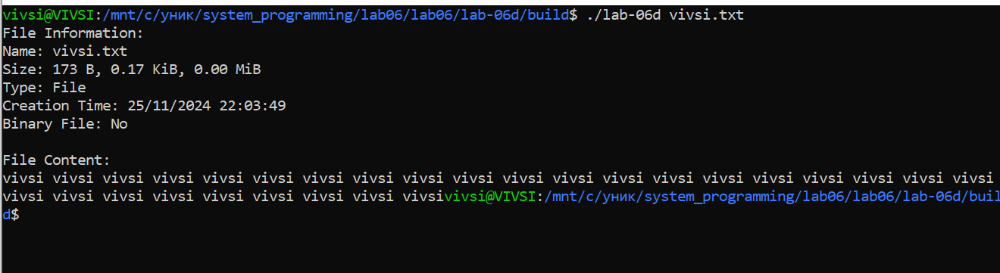 vivsi@VIVSI:/mnt/c/уник/system_programming/lab06/lab06/lab-06d/build$ ./lab-06d vivsi.txt
File Information:
Name: vivsi.txt
Size: 173 B, 0.17 KiB, 0.00 MiB
Type: File
Creation Time: 25/11/2024 22:03:49
Binary File: No
File Content:
vivsi vivsi vivsi vivsi vivsi vivsi vivsi vivsi vivsi vivsi vivsi vivsi vivsi vivsi vivsi vivsi vivsi vivsi vivsi vivsi
vivsi vivsi vivsi vivsi vivsi vivsi vivsi vivsi vivsivivsi@VIVSI:/mnt/c/уник/system_programming/lab06/lab06/lab-06d/buil
d$